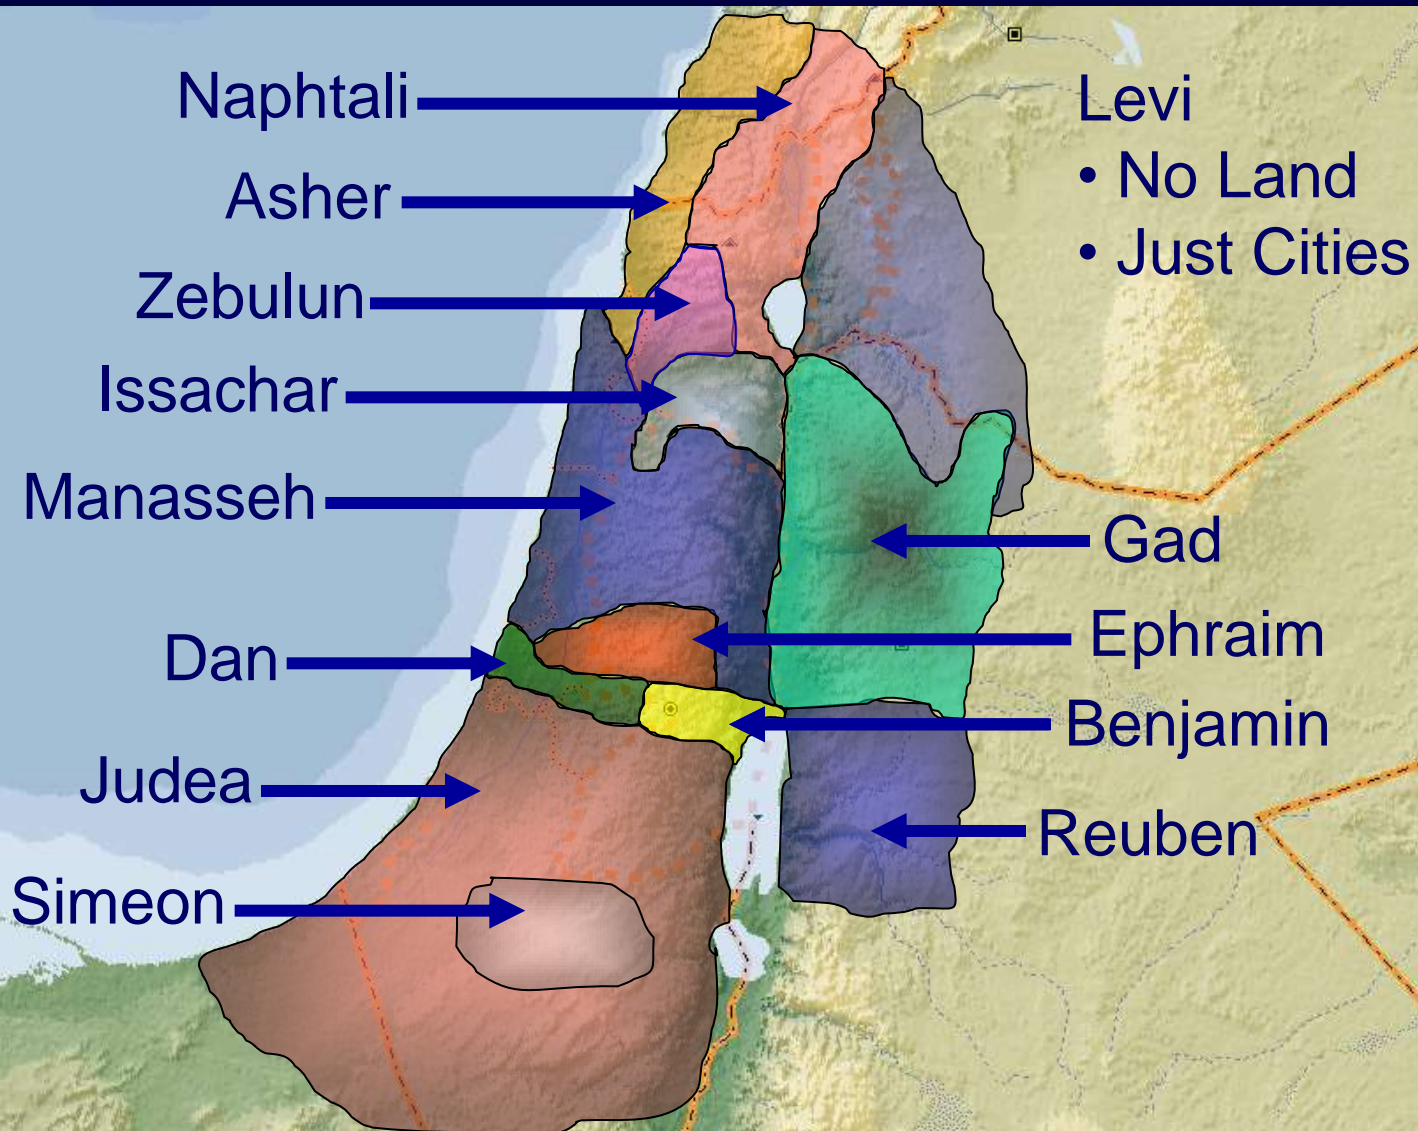 Naphtali
Asher
Zebulun
Issachar
Manasseh
Dan
Judea
Simeon
Levi
• No Land
• Just Cities
Gad
Ephraim
Benjamin
Reuben